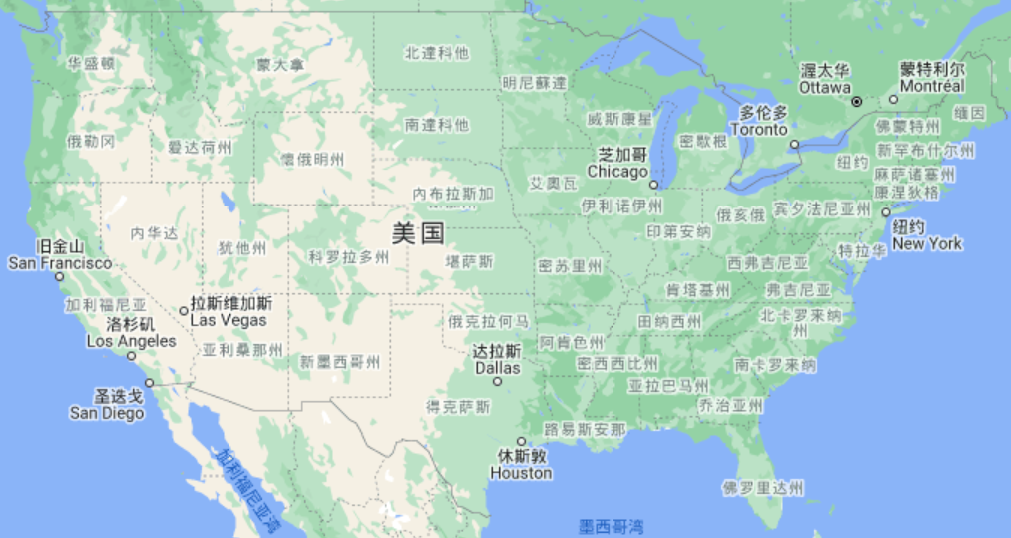 华盛顿
蒙大拿
北達科他
明尼蘇達
渥太华
Ottawa
蒙特利尔
Montréal
缅因
俄勒冈
爱达荷州
南達科他
威斯康星
密歇根
多伦多
Toronto
佛蒙特州
新罕布什尔州
懷俄明州
芝加哥
Chicago
纽约
麻萨诸塞州
康涅狄格
内布拉斯加
艾奧瓦
伊利诺伊州
俄亥俄
宾夕法尼亚州
纽约
New York
内华达
犹他州
美国
印第安纳
旧金山
San Francisco
科罗拉多州
堪萨斯
密苏里州
西弗吉尼亚
特拉华
加利福尼亚
拉斯维加斯
Las Vegas
肯塔基州
弗吉尼亚
洛杉矶
Los Angeles
俄克拉何马
田纳西州
北卡罗来纳
州
亚利桑那州
新墨西哥州
达拉斯
Dallas
阿肯色州
密西西比州
南卡罗来纳
圣迭戈
San Diego
得克萨斯
亚拉巴马州
乔治亚州
路易斯安那
休斯敦
Houston
加利福尼亚湾
佛罗里达州
墨西哥湾